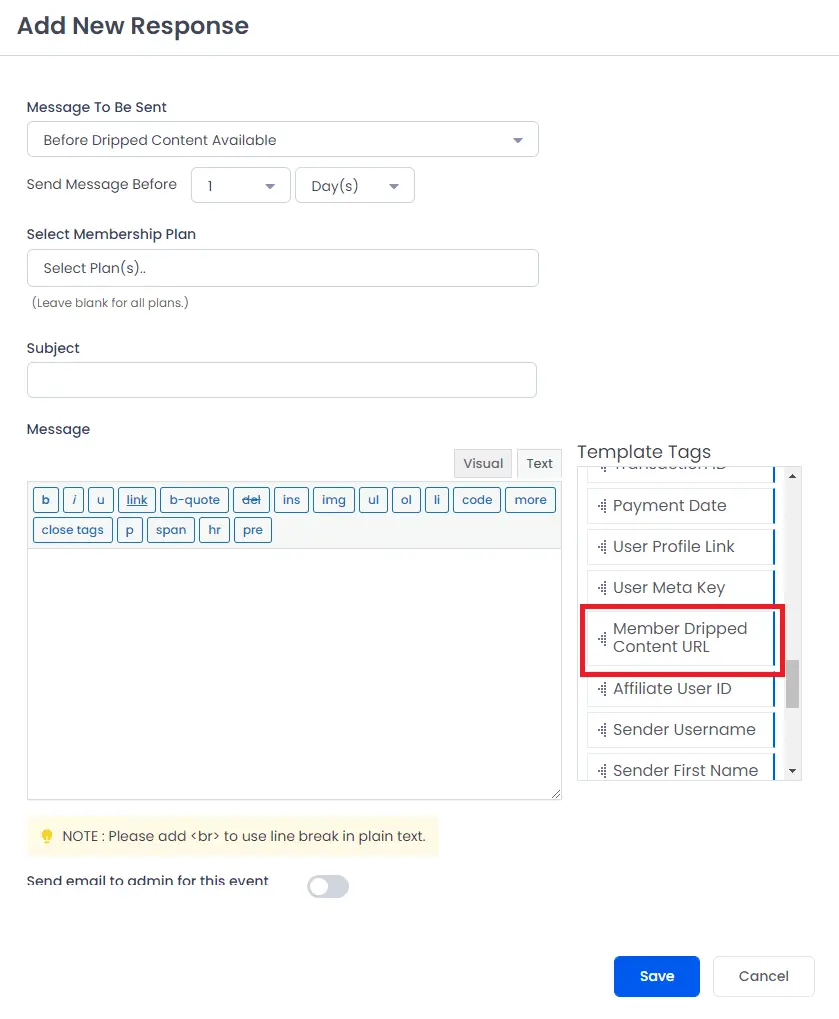 Add New Response
Message To Be Sent
Before Dripped Content Available
Send Message Before 1 Day(s)
Select Membership Plan
Select Plan(s)..
(Leave blank for all plans.)
Subject
Message
Visual Text
b i u link b-quote del ins img ul ol li code more
close tags p span hr pre
Template Tags
Transaction ID
Payment Date
User Profile Link
User Meta Key
Member Dripped
Content URL
Affiliate User ID
Sender Username
Sender First Name
NOTE : Please add <br> to use line break in plain text.
Send email to admin for this event
Save Cancel